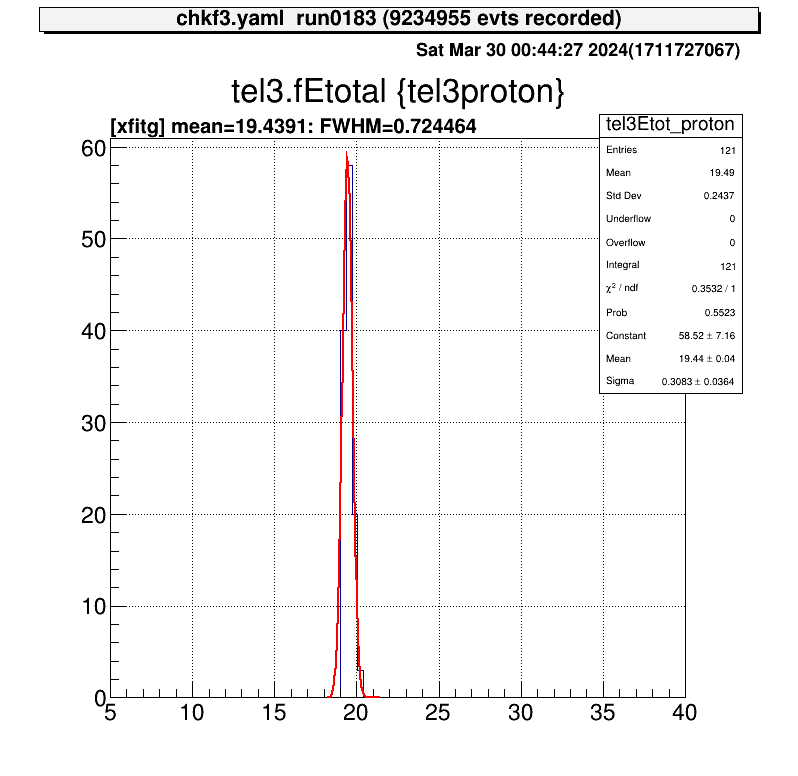 chkf3.yaml  run0183 (9234955 evts recorded)
Sat Mar 30 00:44:27 2024(1711727067)
tel3.fEtotal {tel3proton}
[xfitg] mean=19.4391: FWHM=0.724464
tel3Etot_proton
Entries 121
Mean 19.49
Std Dev 0.2437
Underflow 0
Overflow 0
Integral 121
χ² / ndf 0.3532 / 1
Prob 0.5523
Constant 58.52 ± 7.16
Mean 19.44 ± 0.04
Sigma 0.3083 ± 0.0364
60
50
40
30
20
10
0
5 10 15 20 25 30 35 40